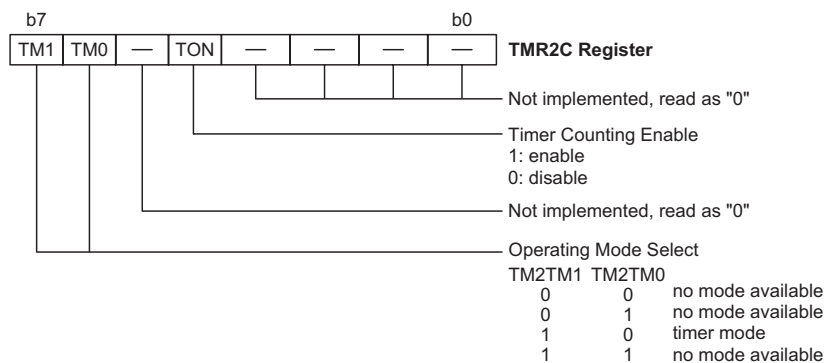 b7 b0
TM1 TM0 — TON — — — — TMR2C Register
Not implemented, read as "0"
Timer Counting Enable
1: enable
0: disable
Not implemented, read as "0"
Operating Mode Select
TM2TM1 TM2TM0
0 0 no mode available
0 1 no mode available
1 0 timer mode
1 1 no mode available